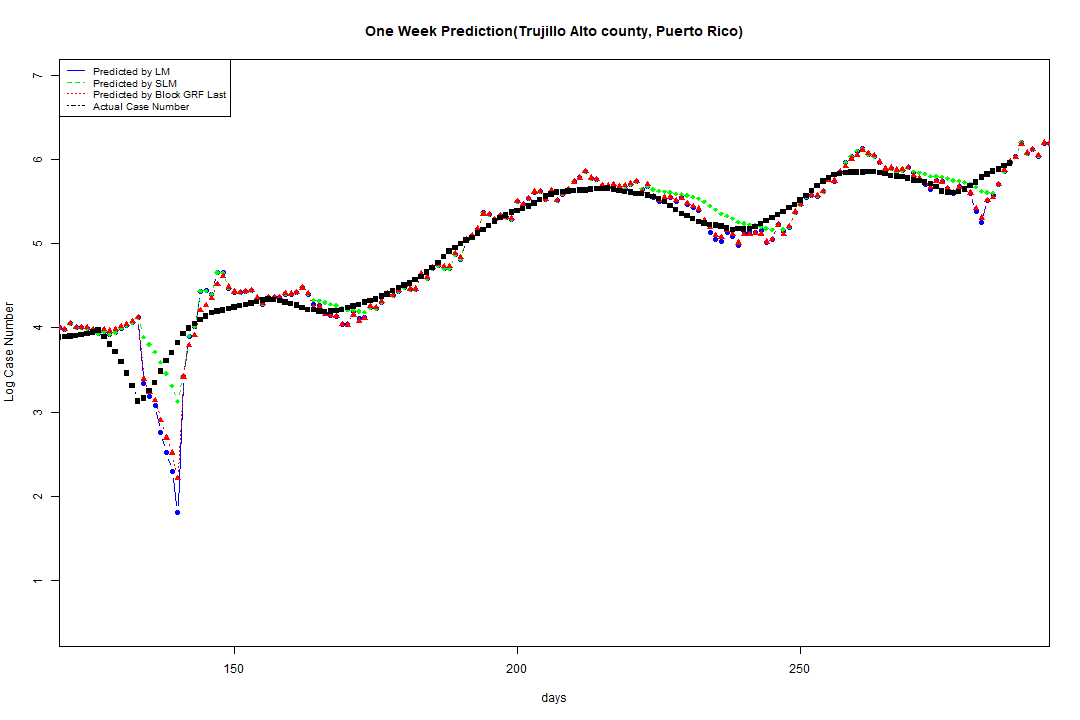 One Week Prediction(Trujillo Alto county, Puerto Rico)
Predicted by LM
Predicted by SLM
Predicted by Block GRF Last
Actual Case Number
7
6
5
4
3
2
1
Log Case Number
150 200 250
days